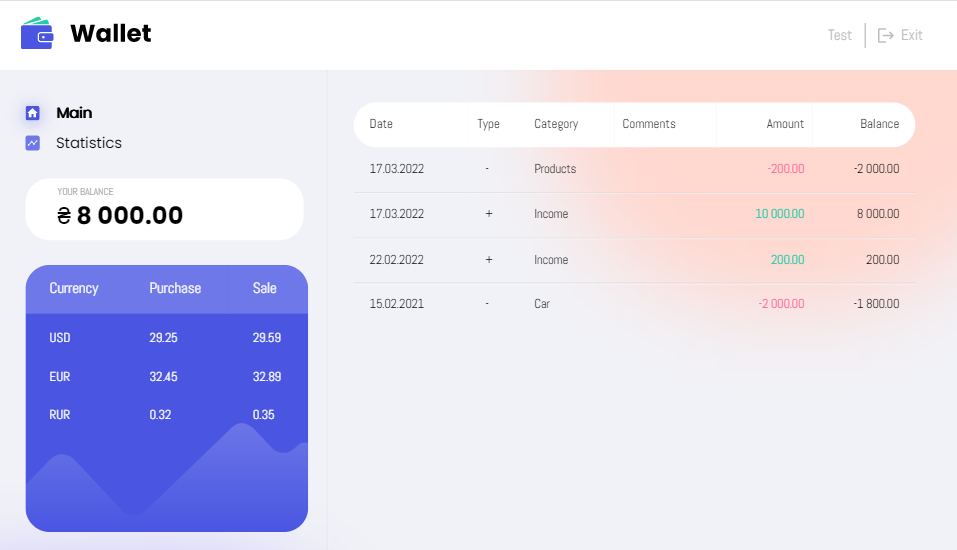 Wallet
Test
Exit
Main
Statistics
YOUR BALANCE
₴ 8 000.00
Currency Purchase Sale
USD 29.25 29.59
EUR 32.45 32.89
RUR 0.32 0.35
Date Type Category Comments Amount Balance
17.03.2022 - Products -200.00 -2 000.00
17.03.2022 + Income 10 000.00 8 000.00
22.02.2022 + Income 200.00 200.00
15.02.2021 - Car -2 000.00 -1 800.00